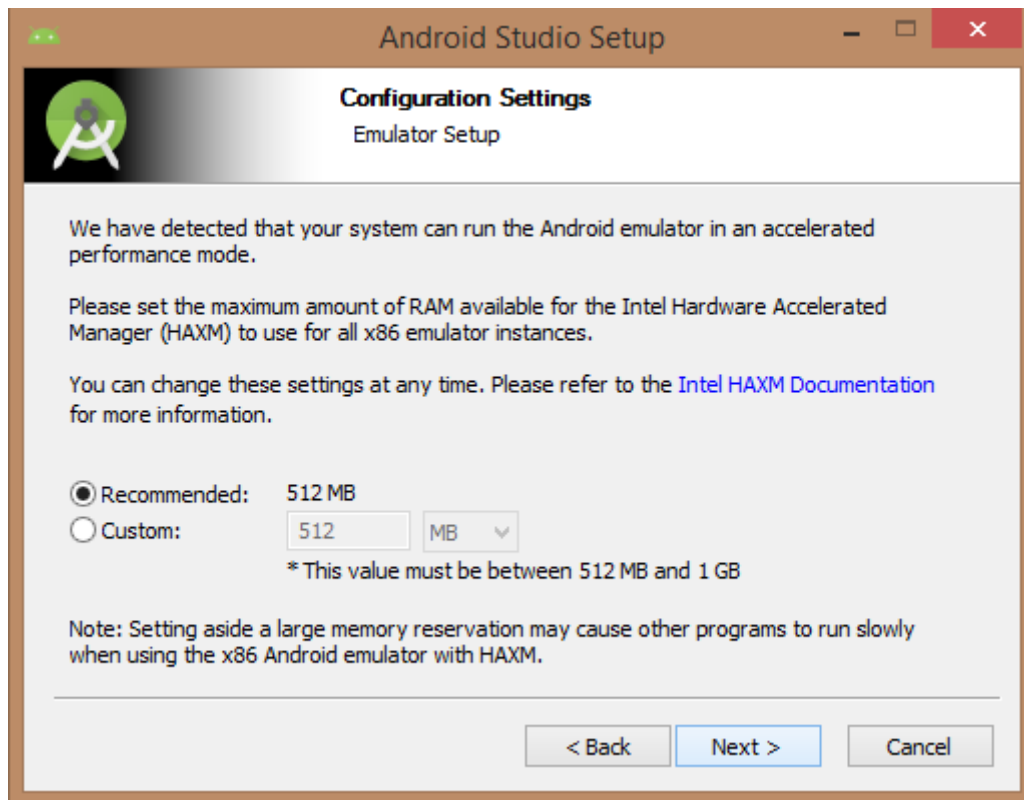 Android Studio Setup
Configuration Settings
Emulator Setup
We have detected that your system can run the Android emulator in an accelerated
performance mode.
Please set the maximum amount of RAM available for the Intel Hardware Accelerated
Manager (HAXM) to use for all x86 emulator instances.
You can change these settings at any time. Please refer to the Intel HAXM Documentation
for more information.
Recommended: 512 MB
Custom: 512 MB
* This value must be between 512 MB and 1 GB
Note: Setting aside a large memory reservation may cause other programs to run slowly
when using the x86 Android emulator with HAXM.
< Back Next > Cancel